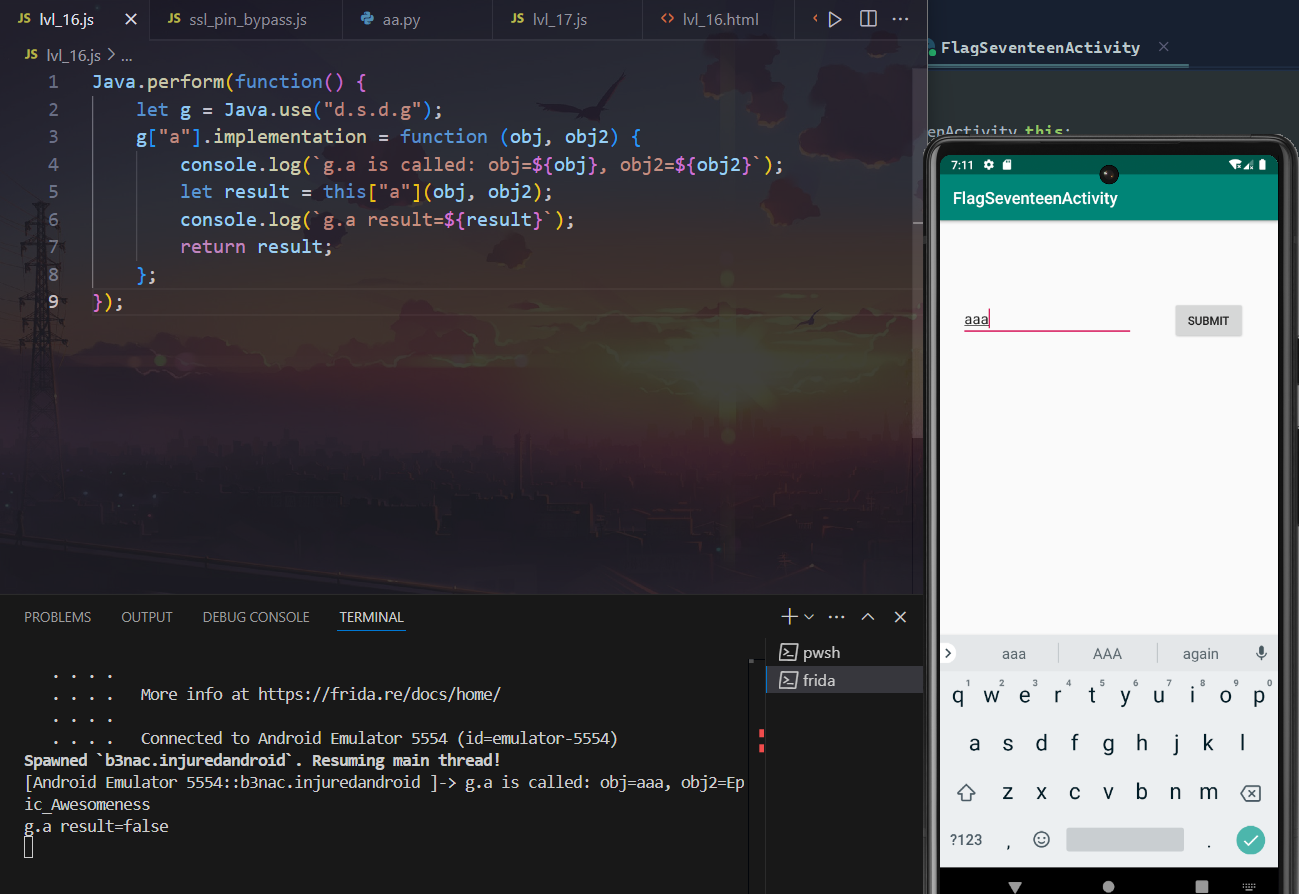 JS lvl_16.js
JS ssl_pin_bypass.js
aa.py
JS lvl_17.js
lvl_16.html
JS lvl_16.js > ...
1 Java.perform(function() {
2 let g = Java.use("d.s.d.g");
3 g["a"].implementation = function (obj, obj2) {
4 console.log(`g.a is called: obj=${obj}, obj2=${obj2}`);
5 let result = this["a"](obj, obj2);
6 console.log(`g.a result=${result}`);
7 return result;
8 };
9 });
PROBLEMS OUTPUT DEBUG CONSOLE TERMINAL
. . . .
. . . . More info at https://frida.re/docs/home/
. . . .
. . . . Connected to Android Emulator 5554 (id=emulator-5554)
Spawned `b3nac.injuredandroid`. Resuming main thread!
[Android Emulator 5554::b3nac.injuredandroid ]-> g.a is called: obj=aaa, obj2=Ep
ic_Awesomeness
g.a result=false
pwsh
frida
FlagSeventeenActivity
this;
7:11
FlagSeventeenActivity
aaa
SUBMIT
aaa AAA again
1 2 3 4 5 6 7 8 9 0
q w e r t y u i o p
a s d f g h j k l
z x c v b n m
?123 , .